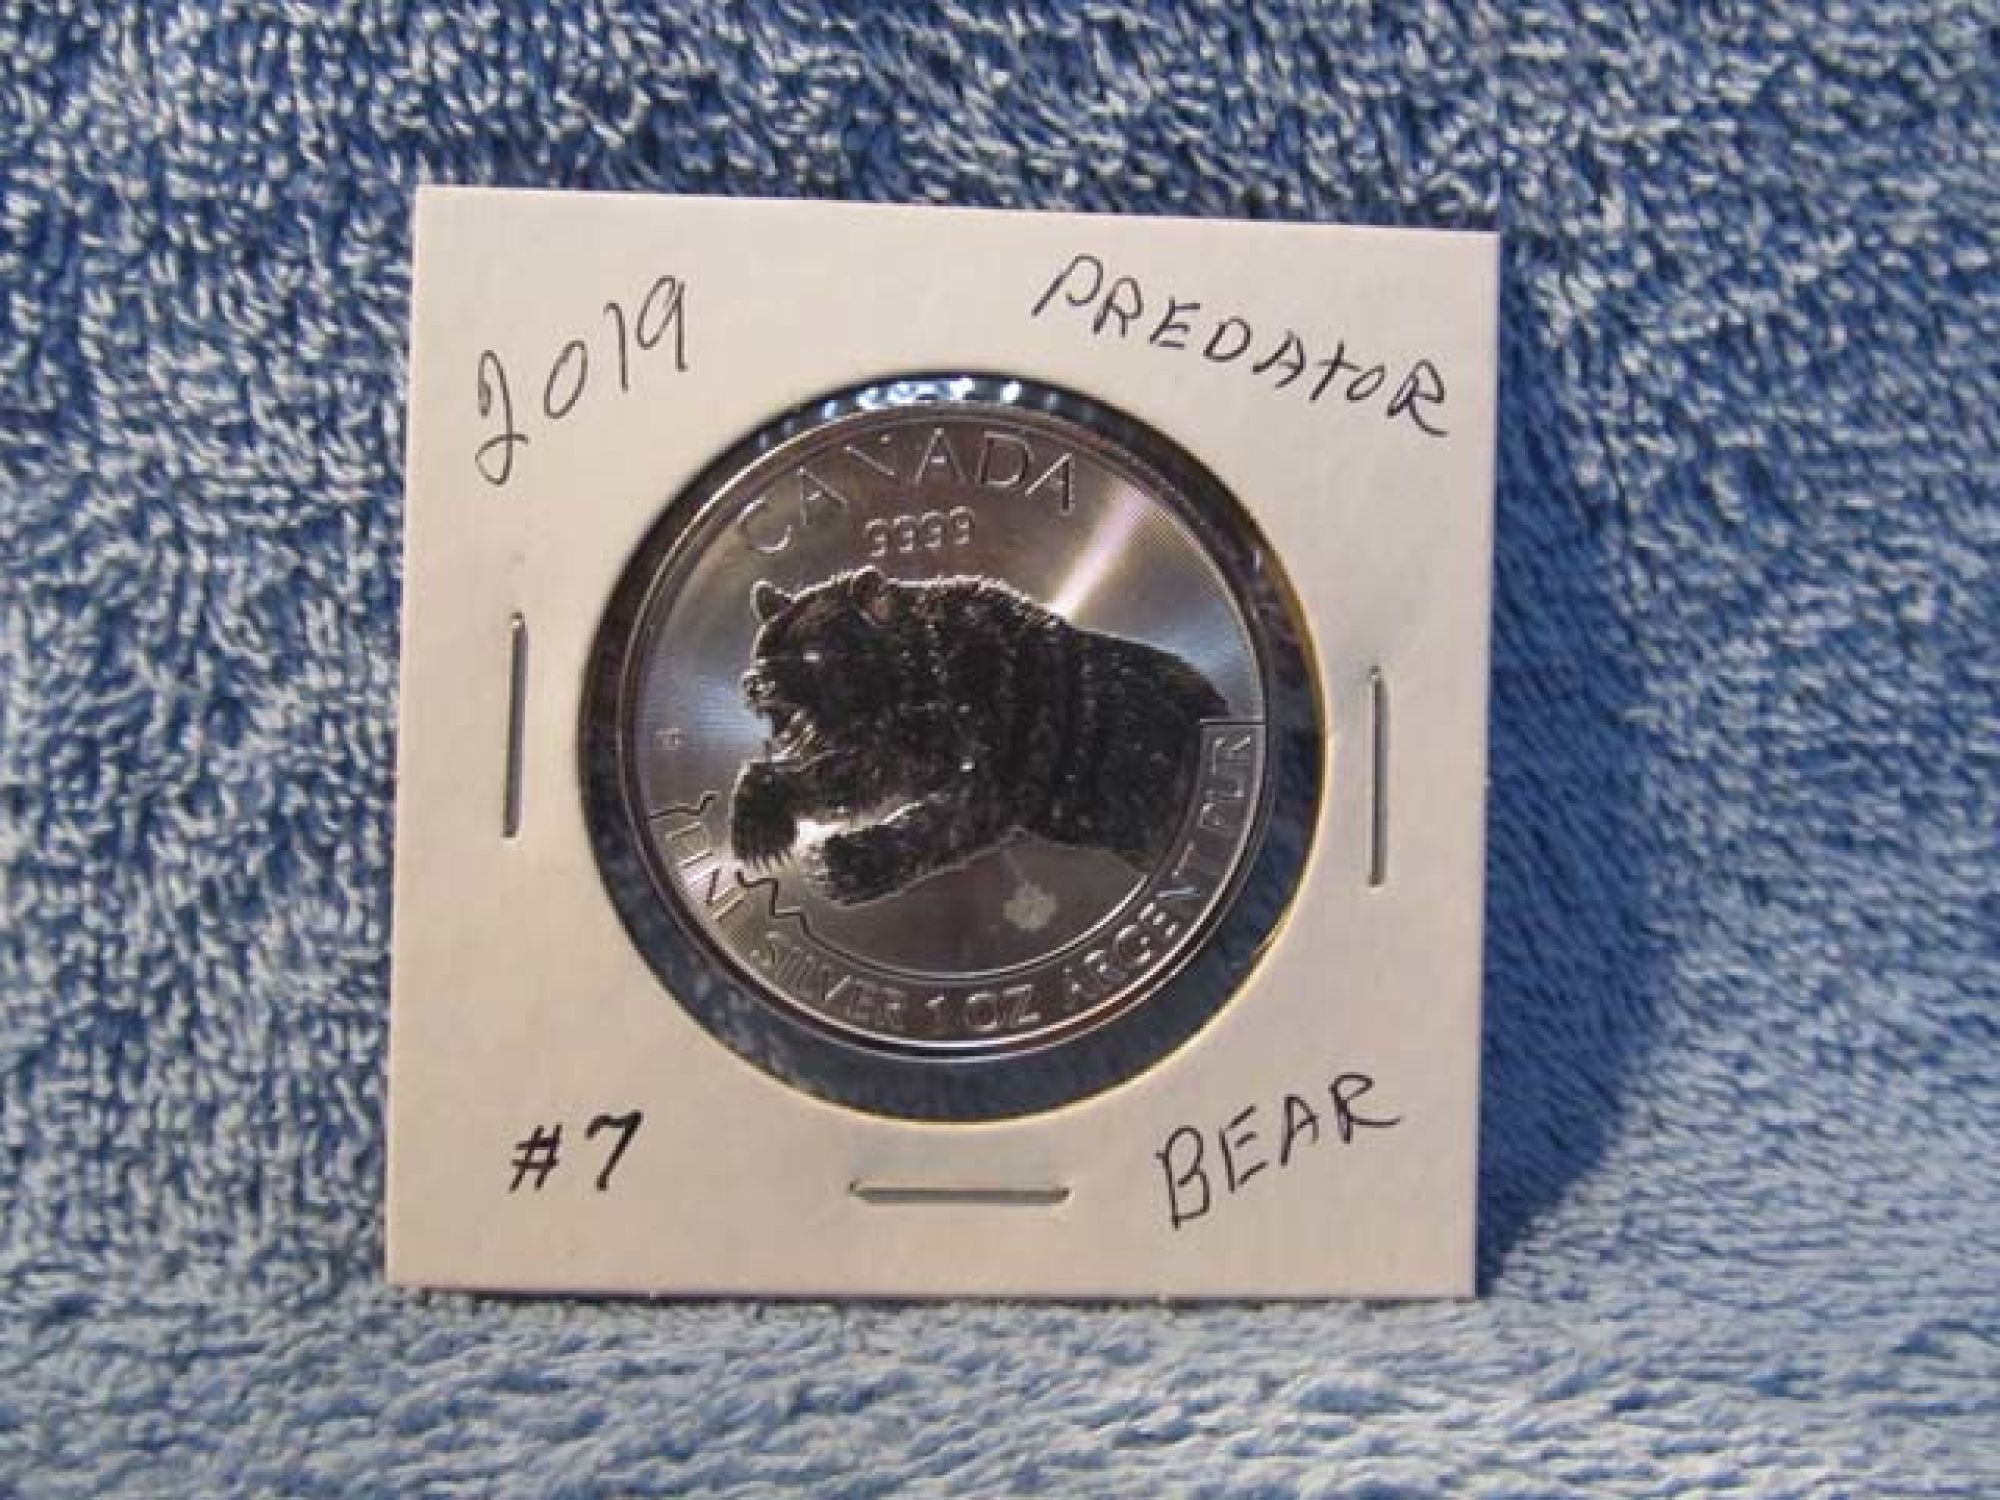 2019
PREDATOR
CANADA
9999
FINE SILVER 1 OZ ARGENT PUR
#7
BEAR